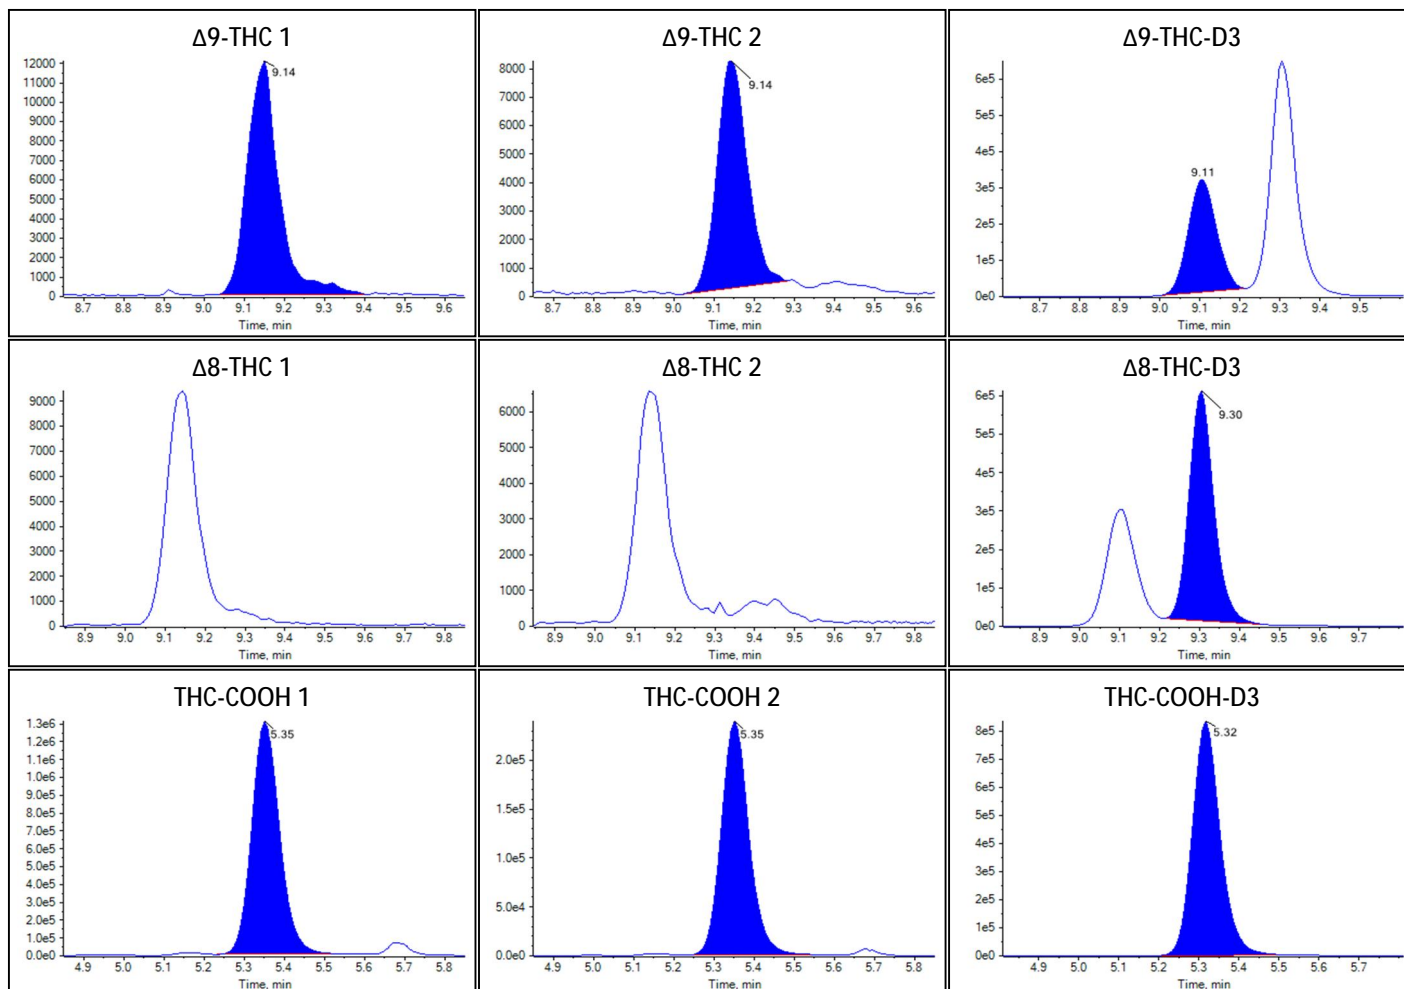 Δ9-THC 1
12000
11000
10000
9000
8000
7000
6000
5000
4000
3000
2000
1000
0
9.14
8.7 8.8 8.9 9.0 9.1 9.2 9.3 9.4 9.5 9.6
Time, min
Δ9-THC 2
8000
7000
6000
5000
4000
3000
2000
1000
0
9.14
8.7 8.8 8.9 9.0 9.1 9.2 9.3 9.4 9.5 9.6
Time, min
Δ9-THC-D3
6e5
5e5
4e5
3e5
2e5
1e5
0e0
9.11
8.7 8.8 8.9 9.0 9.1 9.2 9.3 9.4 9.5
Time, min
Δ8-THC 1
9000
8000
7000
6000
5000
4000
3000
2000
1000
0
8.9 9.0 9.1 9.2 9.3 9.4 9.5 9.6 9.7 9.8
Time, min
Δ8-THC 2
6000
5000
4000
3000
2000
1000
0
8.9 9.0 9.1 9.2 9.3 9.4 9.5 9.6 9.7 9.8
Time, min
Δ8-THC-D3
6e5
5e5
4e5
3e5
2e5
1e5
0e0
9.30
8.9 9.0 9.1 9.2 9.3 9.4 9.5 9.6 9.7
Time, min
THC-COOH 1
1.3e6
1.2e6
1.1e6
1.0e6
9.0e5
8.0e5
7.0e5
6.0e5
5.0e5
4.0e5
3.0e5
2.0e5
1.0e5
0.0e0
5.35
4.9 5.0 5.1 5.2 5.3 5.4 5.5 5.6 5.7 5.8
Time, min
THC-COOH 2
2.0e5
1.5e5
1.0e5
5.0e4
0.0e0
5.35
4.9 5.0 5.1 5.2 5.3 5.4 5.5 5.6 5.7 5.8
Time, min
THC-COOH-D3
8e5
7e5
6e5
5e5
4e5
3e5
2e5
1e5
0e0
5.32
4.9 5.0 5.1 5.2 5.3 5.4 5.5 5.6 5.7
Time, min